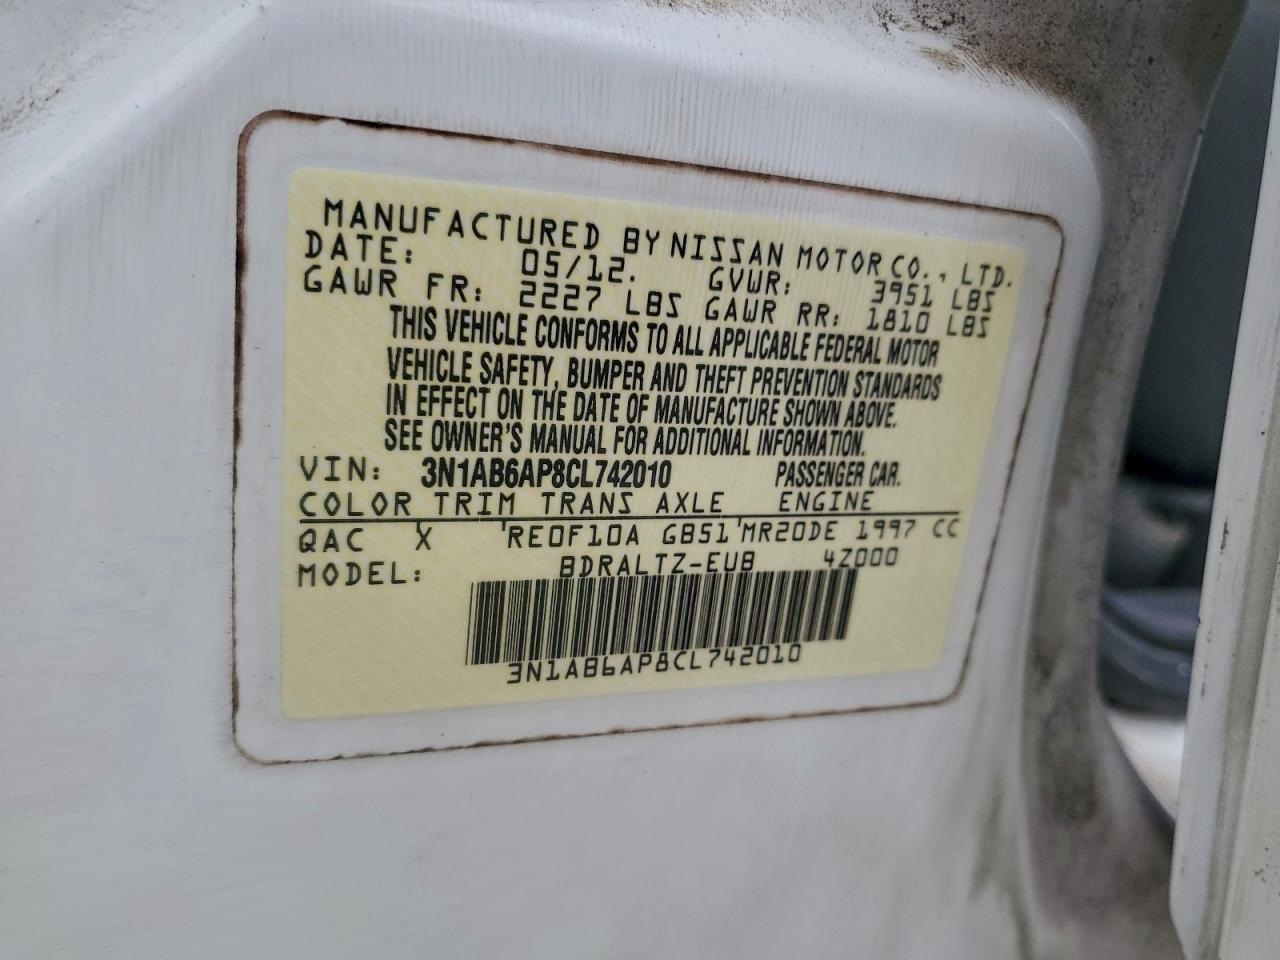 MANUFACTURED BY NISSAN MOTOR CO., LTD.
DATE: 05/12. GVWR: 3951 LBS
GAWR FR: 2227 LBS GAWR RR: 1810 LBS
THIS VEHICLE CONFORMS TO ALL APPLICABLE FEDERAL MOTOR
VEHICLE SAFETY, BUMPER AND THEFT PREVENTION STANDARDS
IN EFFECT ON THE DATE OF MANUFACTURE SHOWN ABOVE.
SEE OWNER'S MANUAL FOR ADDITIONAL INFORMATION.
VIN: 3N1AB6AP8CL742010 PASSENGER CAR.
COLOR TRIM TRANS AXLE ENGINE
QAC X 'RE0F10A GB51'MR20DE 1997 CC
MODEL: BDRALTZ-EUB 4Z000
3N1AB6AP8CL742010